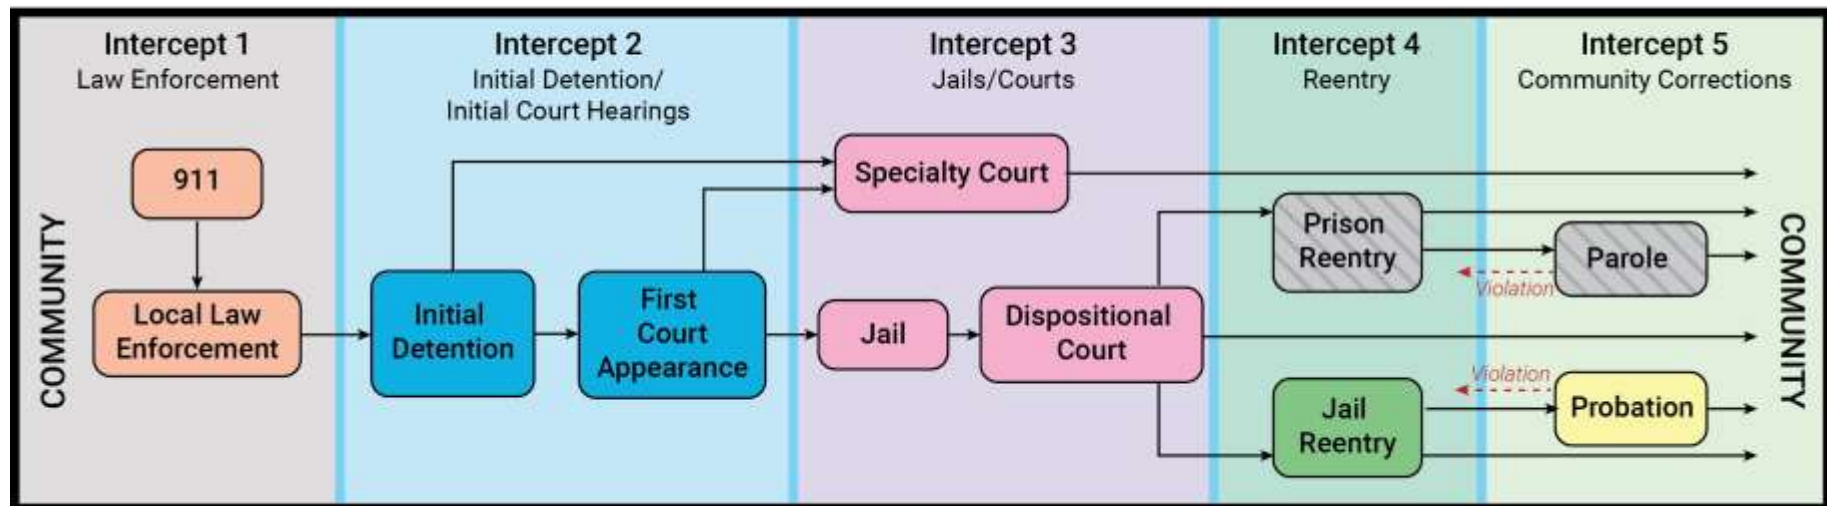 Intercept 1
Law Enforcement
Intercept 2
Initial Detention/
Initial Court Hearings
Intercept 3
Jails/Courts
Intercept 4
Reentry
Intercept 5
Community Corrections
COMMUNITY
911
Local Law
Enforcement
Initial
Detention
First
Court
Appearance
Specialty Court
Jail
Dispositional
Court
Prison
Reentry
Parole
Violation
Jail
Reentry
Violation
Probation
COMMUNITY